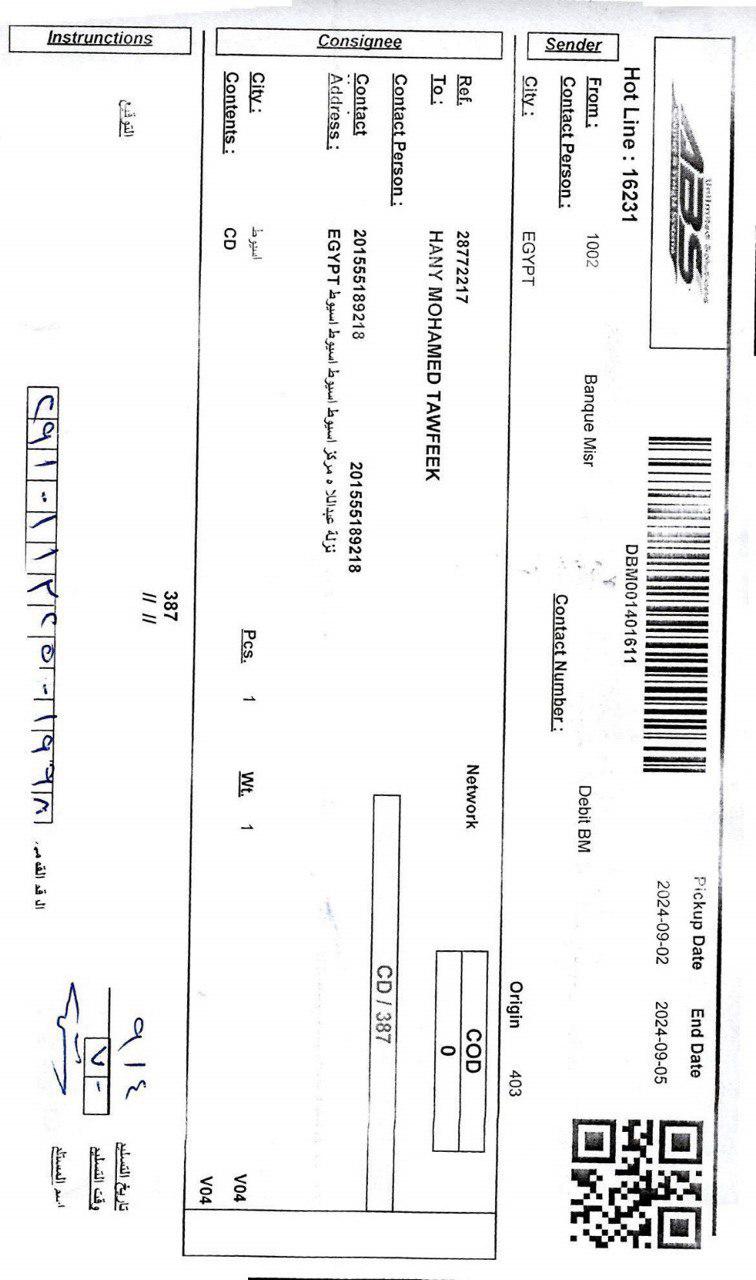 Unlimited Solutions
ABS
Hot Line : 16231
DBM001401611
Pickup Date End Date
2024-09-02 2024-09-05
Sender
From : 1002 Banque Misr Debit BM
Contact Person :
Contact Number :
City : EGYPT
Origin 403
Consignee
Ref. 28772217
Network
COD
0
To : HANY MOHAMED TAWFEEK
Contact Person :
CD / 387
Contact 201555189218 201555189218
Address : EGYPT نزلة عبداللا ه مركز اسيوط اسيوط اسيوط اسيوط
City : اسيوط
Pcs. 1 Wt. 1
V04
Contents : CD
V04
Instrunctions
387
// //
التوقيع
تاريخ التسليم ٩/٤
وقت التسليم ٧ -
اسم المستلم
الرقم القومي